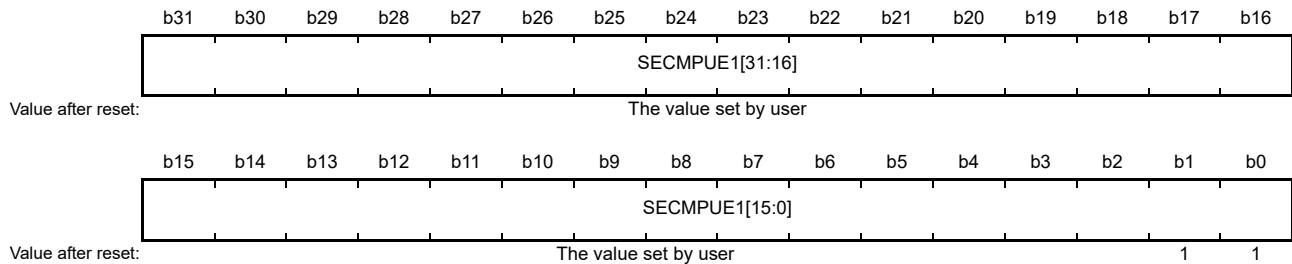 b31 b30 b29 b28 b27 b26 b25 b24 b23 b22 b21 b20 b19 b18 b17 b16
SECMPUE1[31:16]
Value after reset: The value set by user
b15 b14 b13 b12 b11 b10 b9 b8 b7 b6 b5 b4 b3 b2 b1 b0
SECMPUE1[15:0]
Value after reset: The value set by user 1 1